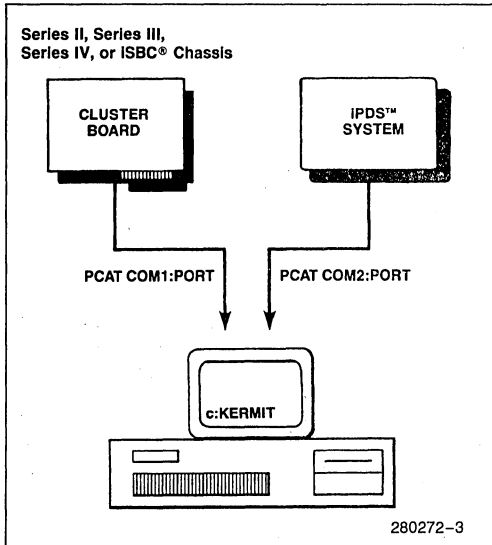 Series II, Series III,
Series IV, or iSBC® Chassis
CLUSTER
BOARD
iPDS™
SYSTEM
PCAT COM1:PORT
PCAT COM2:PORT
c:KERMIT
280272-3